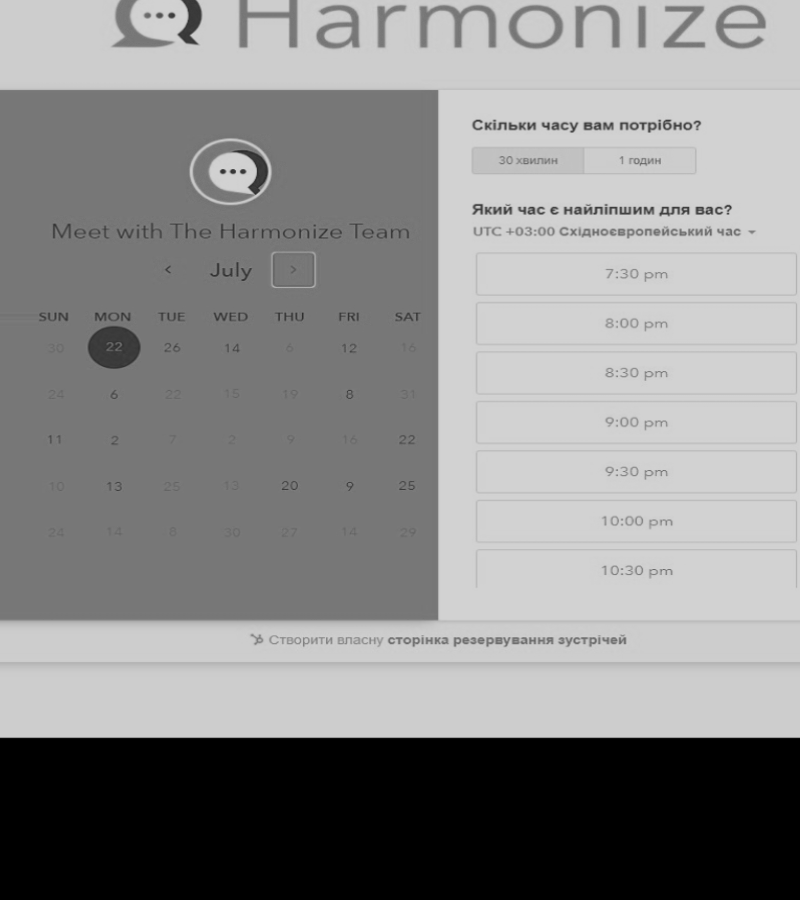 Harmonize
Meet with The Harmonize Team
< July >
SUN MON TUE WED THU FRI SAT
30 22 26 14 6 12 16
24 6 22 15 19 8 31
11 2 7 2 9 16 22
10 13 25 13 20 9 25
24 14 8 30 27 14 29
Скільки часу вам потрібно?
30 хвилин 1 годин
Який час є найліпшим для вас?
UTC +03:00 Східноєвропейський час
7:30 pm
8:00 pm
8:30 pm
9:00 pm
9:30 pm
10:00 pm
10:30 pm
Створити власну сторінка резервування зустрічей